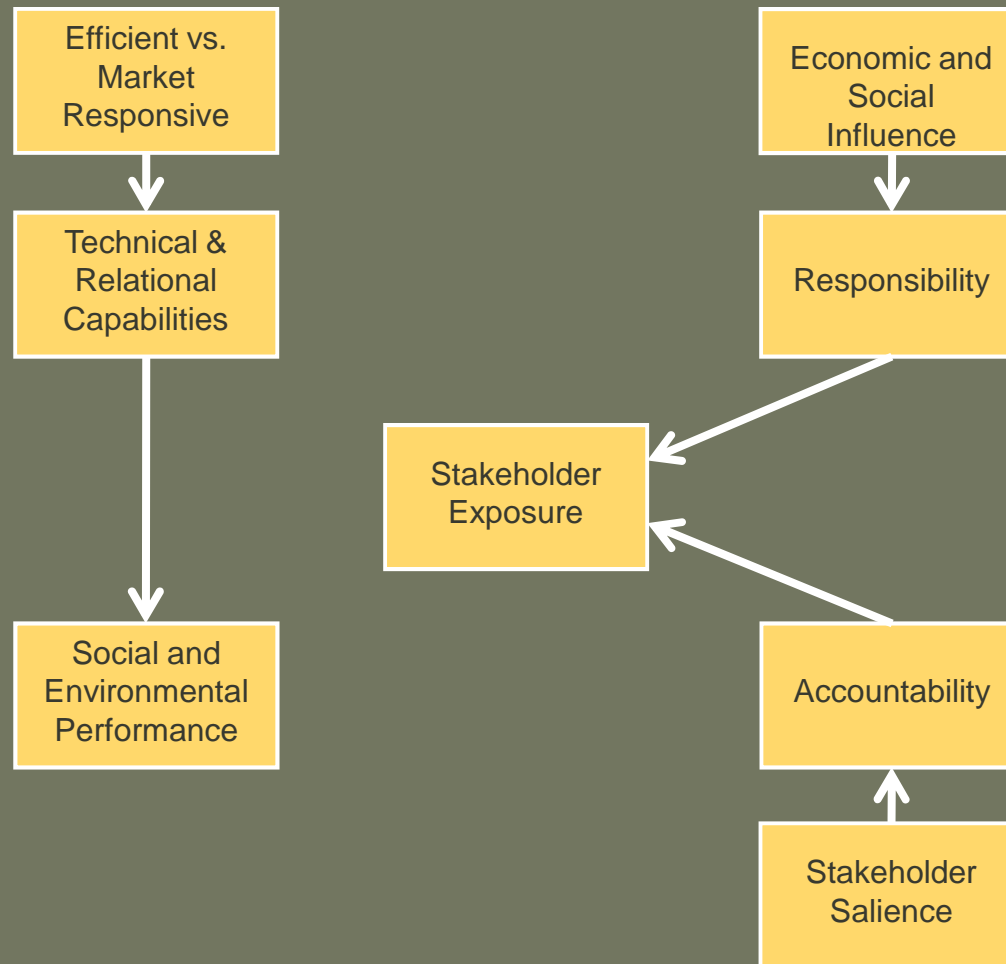 Efficient vs.
Market
Responsive
Economic and
Social
Influence
Technical &
Relational
Capabilities
Responsibility
Stakeholder
Exposure
Social and
Environmental
Performance
Accountability
Stakeholder
Salience